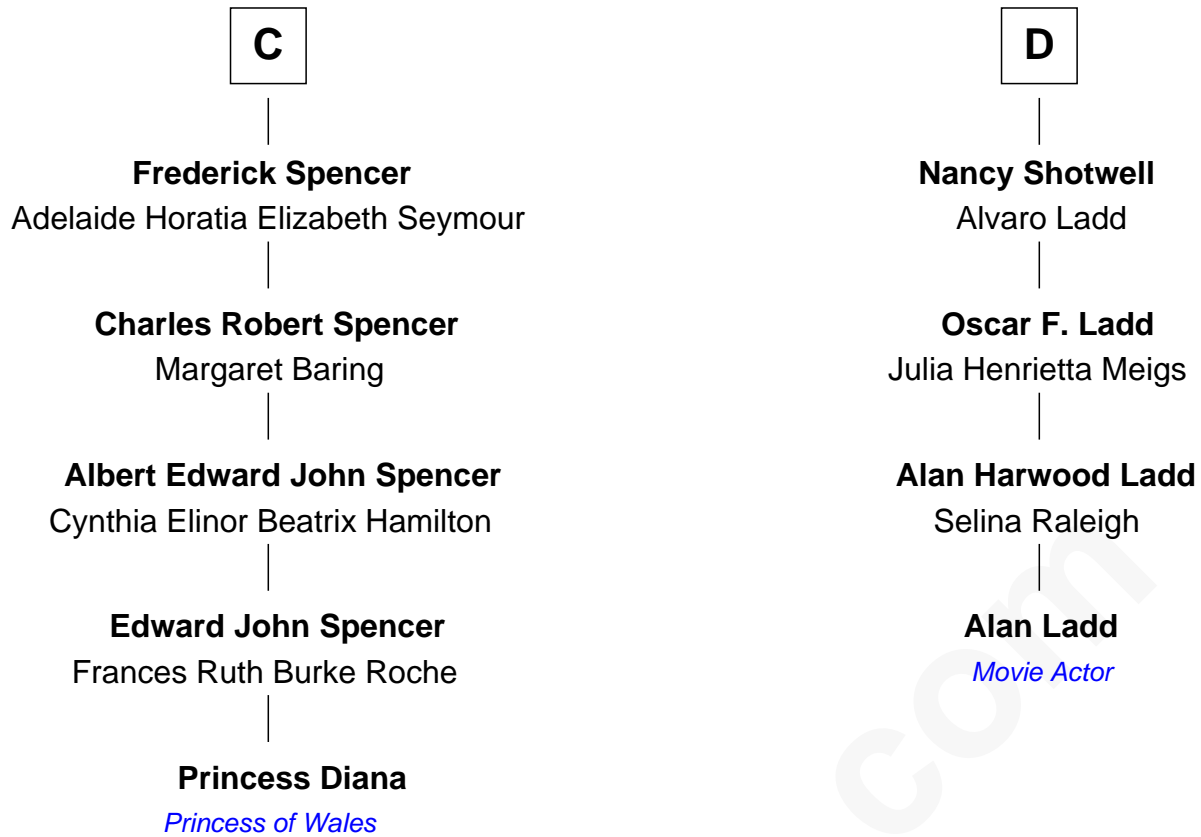 C
Frederick Spencer
Adelaide Horatia Elizabeth Seymour
Charles Robert Spencer
Margaret Baring
Albert Edward John Spencer
Cynthia Elinor Beatrix Hamilton
Edward John Spencer
Frances Ruth Burke Roche
Princess Diana
Princess of Wales
D
Nancy Shotwell
Alvaro Ladd
Oscar F. Ladd
Julia Henrietta Meigs
Alan Harwood Ladd
Selina Raleigh
Alan Ladd
Movie Actor
com